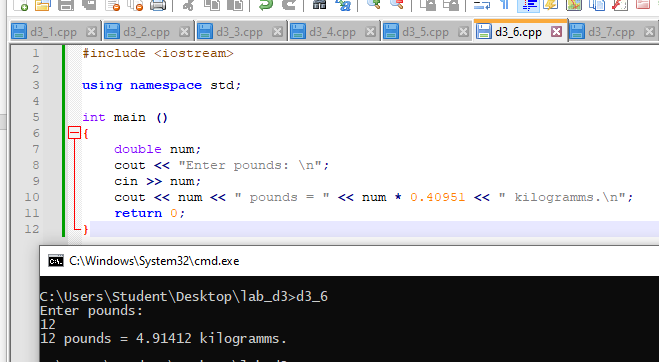 d3_1.cpp d3_2.cpp d3_3.cpp d3_4.cpp d3_5.cpp d3_6.cpp d3_7.cpp
1 #include <iostream>
2
3 using namespace std;
4
5 int main ()
6 {
7 double num;
8 cout << "Enter pounds: \n";
9 cin >> num;
10 cout << num << " pounds = " << num * 0.40951 << " kilogramms.\n";
11 return 0;
12 }
C:\Windows\System32\cmd.exe
C:\Users\Student\Desktop\lab_d3>d3_6
Enter pounds:
12
12 pounds = 4.91412 kilogramms.